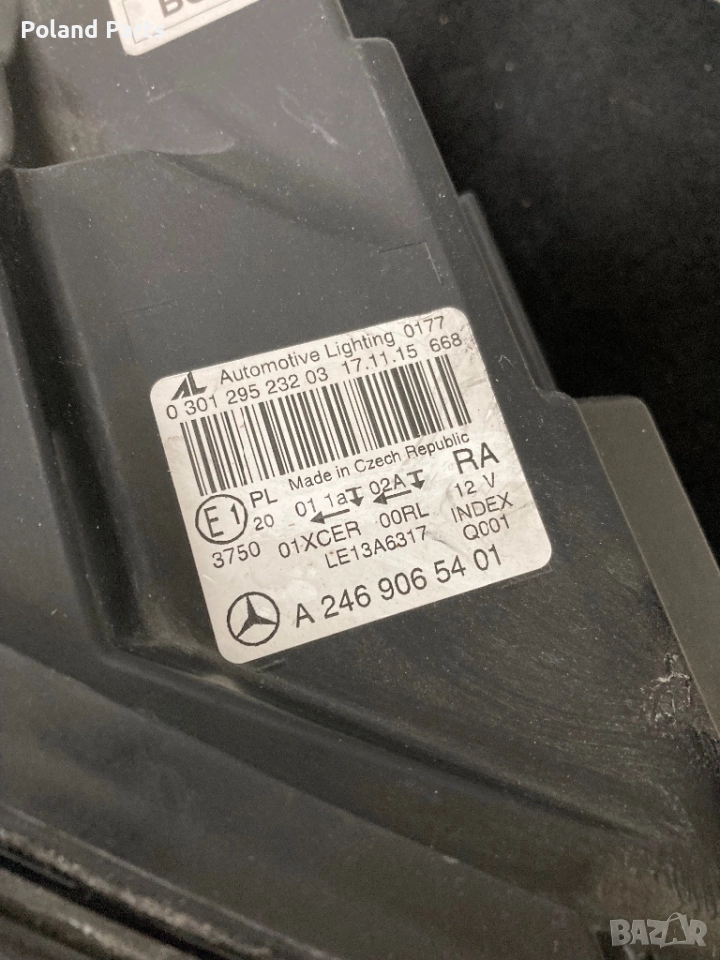 Poland Parts
Automotive Lighting 0177
0 301 295 232 03 17.11.15 668
Made in Czech Republic
E1 PL 01 1a 02A RA
20 12 V
3750 01XCER 00RL INDEX
LE13A6317 Q001
A 246 906 54 01
BAZAR